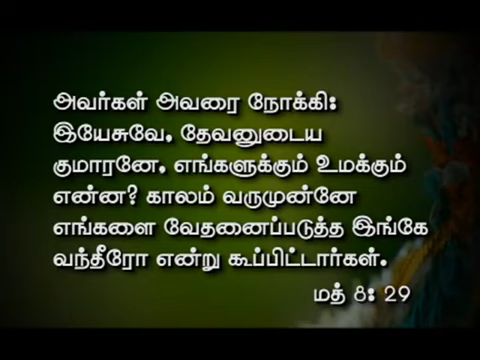 அவர்கள் அவரை நோக்கி:
இயேசுவே, தேவனுடைய
குமாரனே, எங்களுக்கும் உமக்கும்
என்ன? காலம் வருமுன்னே
எங்களை வேதனைப்படுத்த இங்கே
வந்தீரோ என்று கூப்பிட்டார்கள்.
மத் 8: 29